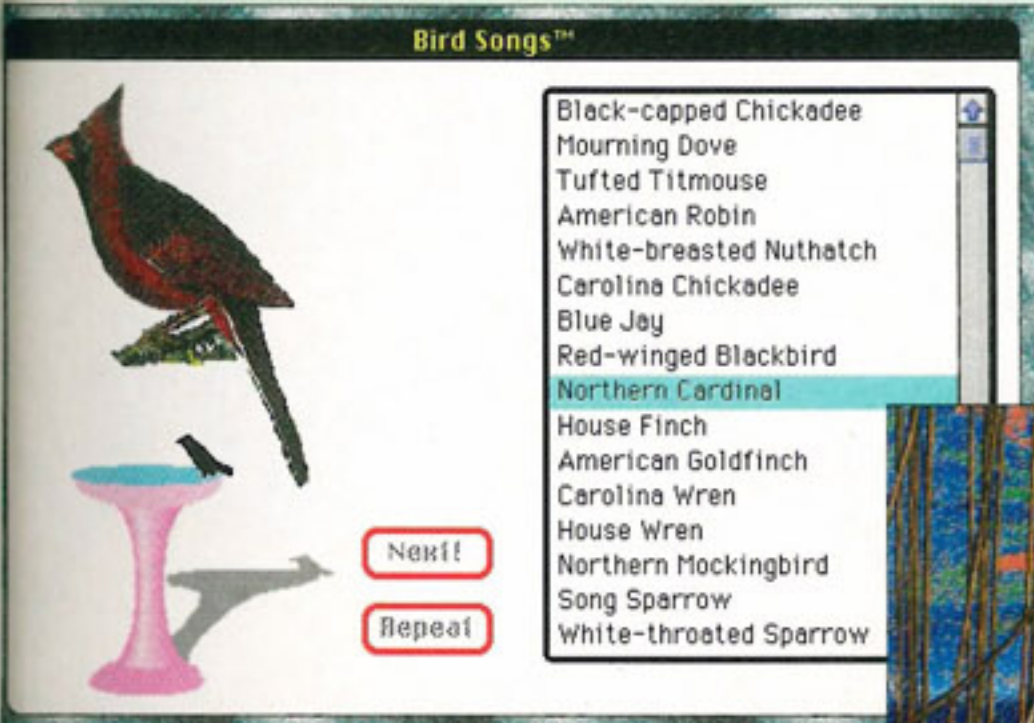 Bird Songs™
Black-capped Chickadee
Mourning Dove
Tufted Titmouse
American Robin
White-breasted Nuthatch
Carolina Chickadee
Blue Jay
Red-winged Blackbird
Northern Cardinal
House Finch
American Goldfinch
Carolina Wren
House Wren
Northern Mockingbird
Song Sparrow
White-throated Sparrow
Next!
Repeat